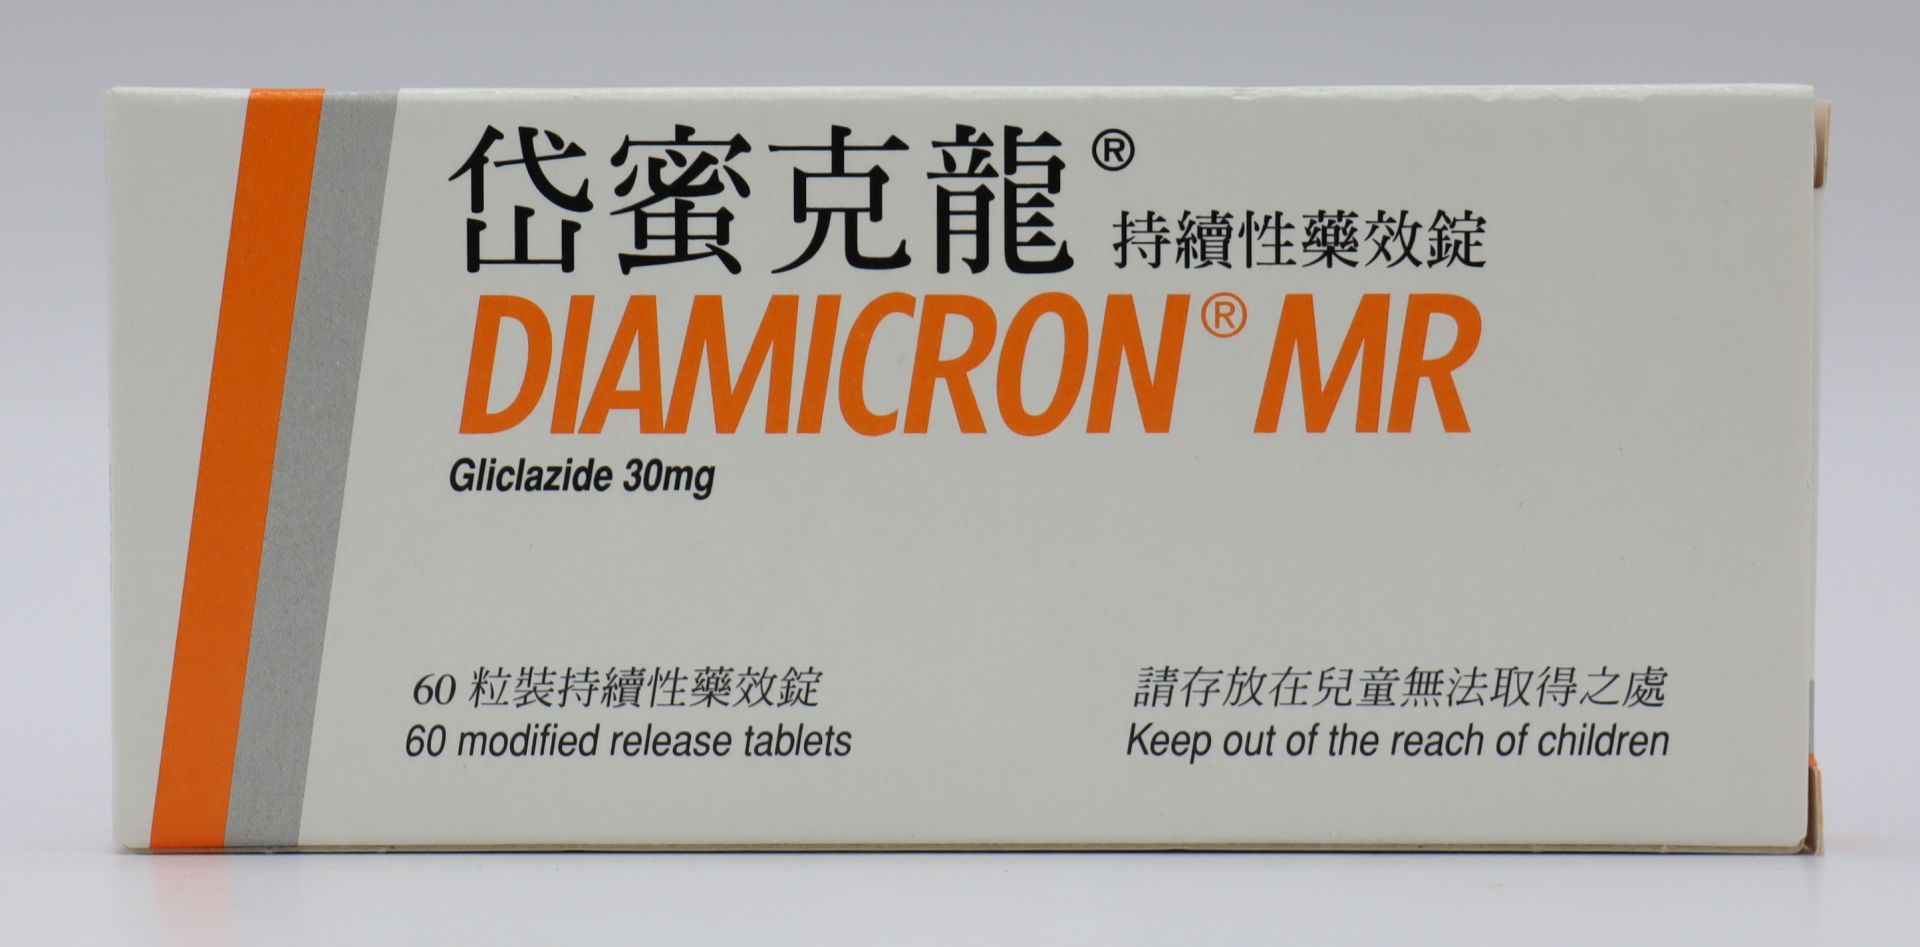 岱蜜克龍® 持續性藥效錠
DIAMICRON® MR
Gliclazide 30mg
60 粒裝持續性藥效錠
60 modified release tablets
請存放在兒童無法取得之處
Keep out of the reach of children